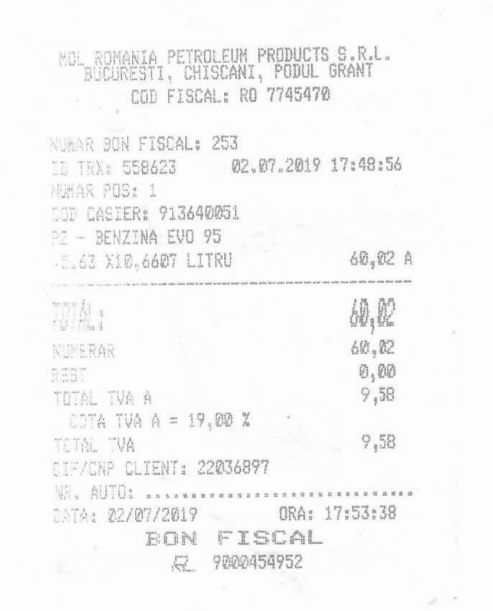 MOL ROMANIA PETROLEUM PRODUCTS S.R.L.
BUCURESTI, CHISCANI, PODUL GRANT
COD FISCAL: RO 7745470
NUMAR BON FISCAL: 253
ID TRX: 558623 02.07.2019 17:48:56
NUMAR POS: 1
COD CASIER: 913640051
P2 - BENZINA EVO 95
5.63 X10,6607 LITRU 60,02 A
TOTAL: 60,02
NUMERAR 60,02
REST 0,00
TOTAL TVA A 9,58
COTA TVA A = 19,00 %
TOTAL TVA 9,58
CIF/CNP CLIENT: 22036897
NR. AUTO: ................................
DATA: 02/07/2019 ORA: 17:53:38
BON FISCAL
9000454952